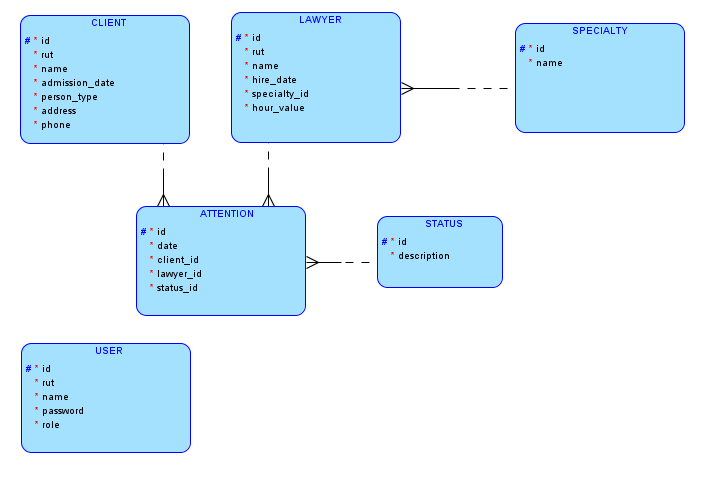 CLIENT
# * id
* rut
* name
* admission_date
* person_type
* address
* phone
LAWYER
# * id
* rut
* name
* hire_date
* specialty_id
* hour_value
SPECIALTY
# * id
* name
ATTENTION
# * id
* date
* client_id
* lawyer_id
* status_id
STATUS
# * id
* description
USER
# * id
* rut
* name
* password
* role